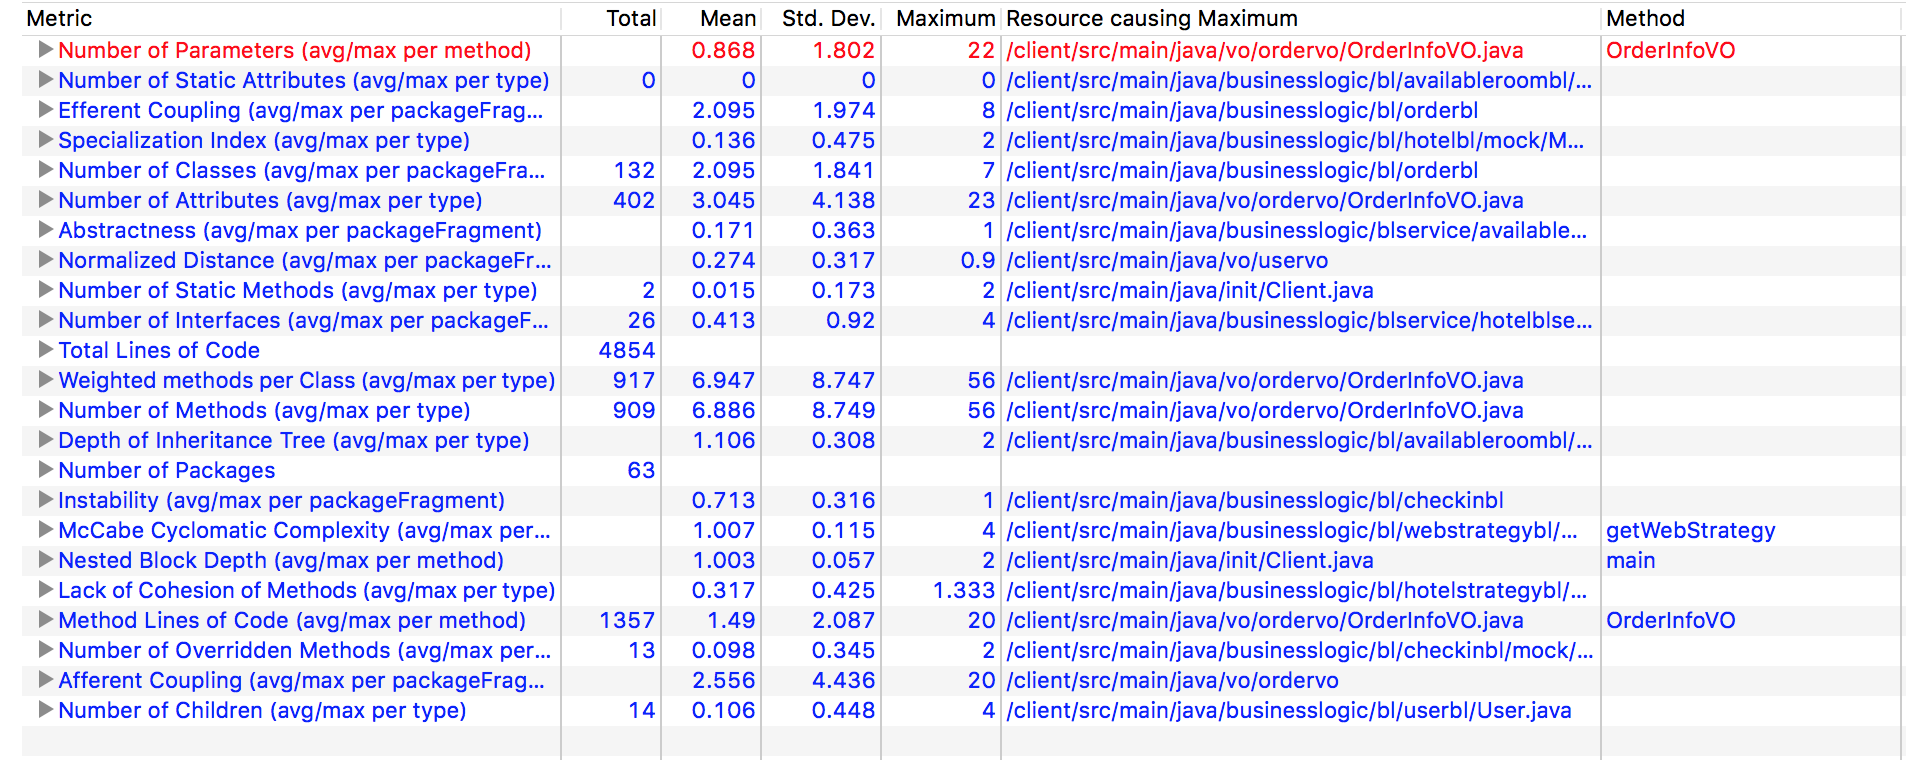 Metric Total Mean Std. Dev. Maximum Resource causing Maximum Method
Number of Parameters (avg/max per method) 0.868 1.802 22 /client/src/main/java/vo/ordervo/OrderInfoVO.java OrderInfoVO
Number of Static Attributes (avg/max per type) 0 0 0 0 /client/src/main/java/businesslogic/bl/availableroombl/...
Efferent Coupling (avg/max per packageFrag... 2.095 1.974 8 /client/src/main/java/businesslogic/bl/orderbl
Specialization Index (avg/max per type) 0.136 0.475 2 /client/src/main/java/businesslogic/bl/hotelbl/mock/M...
Number of Classes (avg/max per packageFra... 132 2.095 1.841 7 /client/src/main/java/businesslogic/bl/orderbl
Number of Attributes (avg/max per type) 402 3.045 4.138 23 /client/src/main/java/vo/ordervo/OrderInfoVO.java
Abstractness (avg/max per packageFragment) 0.171 0.363 1 /client/src/main/java/businesslogic/blservice/available...
Normalized Distance (avg/max per packageFr... 0.274 0.317 0.9 /client/src/main/java/vo/uservo
Number of Static Methods (avg/max per type) 2 0.015 0.173 2 /client/src/main/java/init/Client.java
Number of Interfaces (avg/max per packageF... 26 0.413 0.92 4 /client/src/main/java/businesslogic/blservice/hotelblse...
Total Lines of Code 4854
Weighted methods per Class (avg/max per type) 917 6.947 8.747 56 /client/src/main/java/vo/ordervo/OrderInfoVO.java
Number of Methods (avg/max per type) 909 6.886 8.749 56 /client/src/main/java/vo/ordervo/OrderInfoVO.java
Depth of Inheritance Tree (avg/max per type) 1.106 0.308 2 /client/src/main/java/businesslogic/bl/availableroombl/...
Number of Packages 63
Instability (avg/max per packageFragment) 0.713 0.316 1 /client/src/main/java/businesslogic/bl/checkinbl
McCabe Cyclomatic Complexity (avg/max per... 1.007 0.115 4 /client/src/main/java/businesslogic/bl/webstrategybl/... getWebStrategy
Nested Block Depth (avg/max per method) 1.003 0.057 2 /client/src/main/java/init/Client.java main
Lack of Cohesion of Methods (avg/max per type) 0.317 0.425 1.333 /client/src/main/java/businesslogic/bl/hotelstrategybl/...
Method Lines of Code (avg/max per method) 1357 1.49 2.087 20 /client/src/main/java/vo/ordervo/OrderInfoVO.java OrderInfoVO
Number of Overridden Methods (avg/max per... 13 0.098 0.345 2 /client/src/main/java/businesslogic/bl/checkinbl/mock/...
Afferent Coupling (avg/max per packageFrag... 2.556 4.436 20 /client/src/main/java/vo/ordervo
Number of Children (avg/max per type) 14 0.106 0.448 4 /client/src/main/java/businesslogic/bl/userbl/User.java